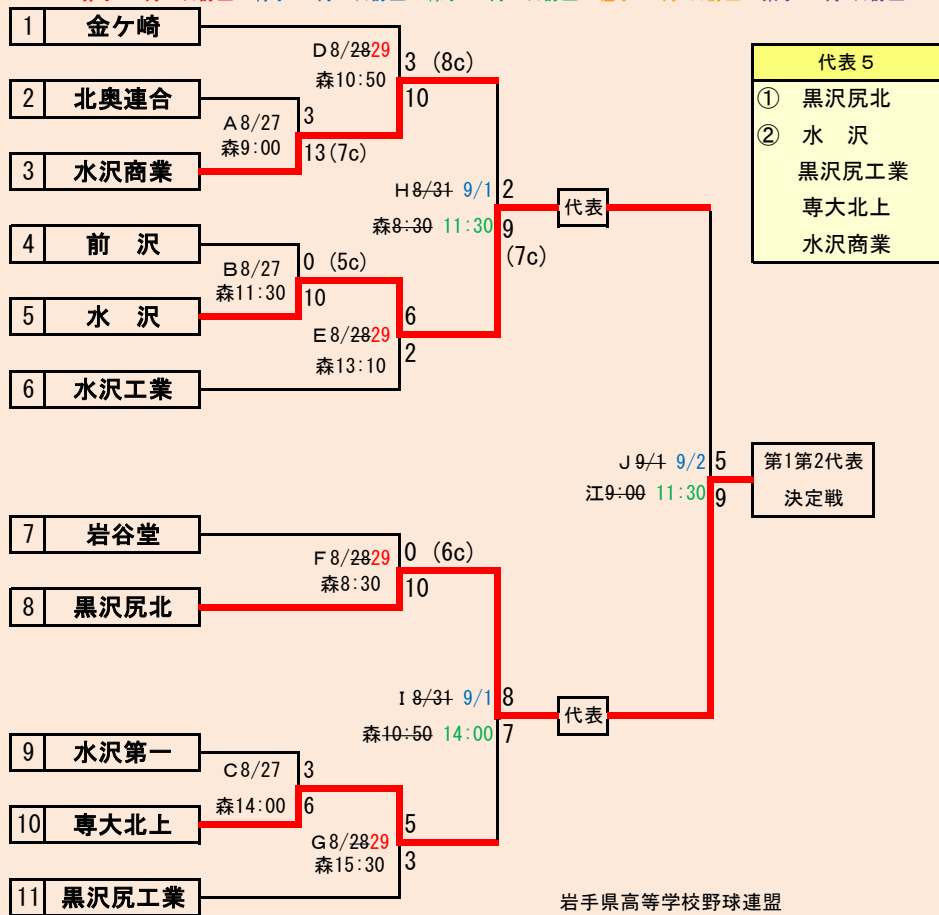 1 金ケ崎
D 8/2829
森10:50
3 (8c)
10
代表５
① 黒沢尻北
② 水 沢
黒沢尻工業
専大北上
水沢商業
2 北奥連合
A 8/27
森9:00
3
13(7c)
3 水沢商業
H 8/31 9/1
森8:30 11:30
2
9
(7c)
代表
4 前 沢
B 8/27
森11:30
0 (5c)
10
5 水 沢
E 8/2829
森13:10
6
2
6 水沢工業
J 9/1 9/2
江9:00 11:30
5
9
第1第2代表
決定戦
7 岩谷堂
F 8/2829
森8:30
0 (6c)
10
8 黒沢尻北
I 8/31 9/1
森10:50 14:00
8
7
代表
9 水沢第一
C 8/27
森14:00
3
6
10 専大北上
G 8/2829
森15:30
5
3
11 黒沢尻工業
岩手県高等学校野球連盟